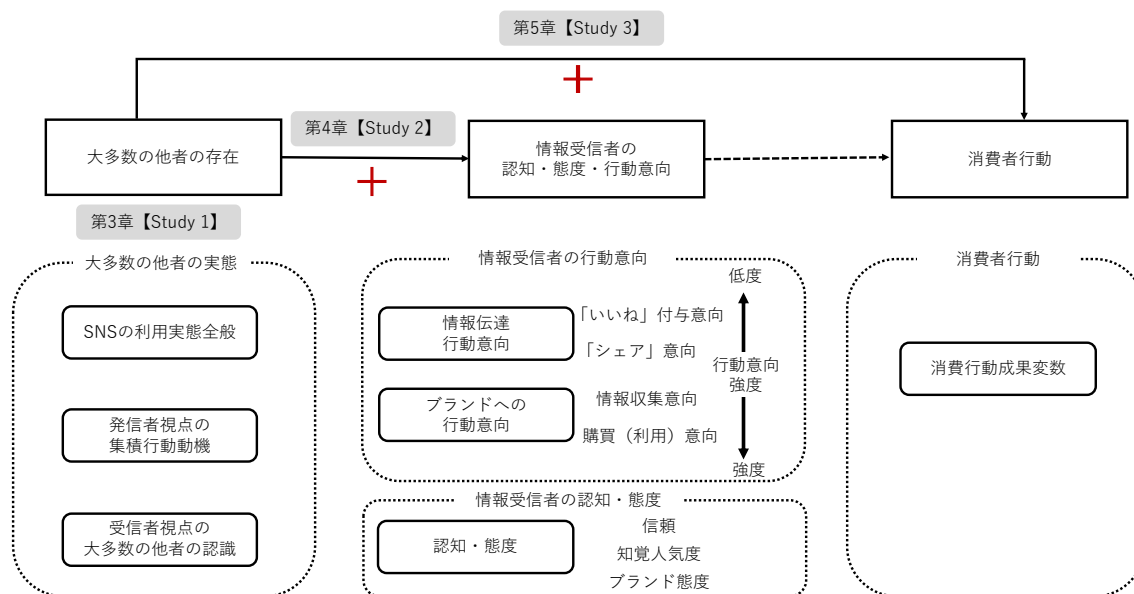 第5章【Study 3】
第4章【Study 2】
大多数の他者の存在
情報受信者の
認知・態度・行動意向
消費者行動
第3章【Study 1】
大多数の他者の実態
SNSの利用実態全般
発信者視点の
集積行動動機
受信者視点の
大多数の他者の認識
情報受信者の行動意向
低度
情報伝達
行動意向
「いいね」付与意向
「シェア」意向
行動意向
強度
ブランドへの
行動意向
情報収集意向
購買（利用）意向
強度
情報受信者の認知・態度
認知・態度
信頼
知覚人気度
ブランド態度
消費者行動
消費行動成果変数